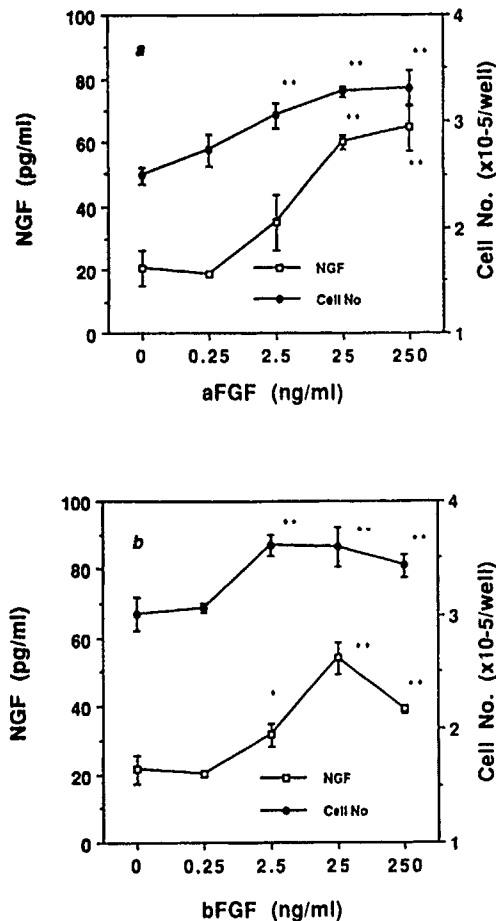 a
NGF (pg/ml)
100
80
60
40
20
0
Cell No. (x10-5/well)
4
3
2
1
** ** **
** **
NGF
Cell No
0 0.25 2.5 25 250
aFGF (ng/ml)
b
NGF (pg/ml)
100
80
60
40
20
0
Cell No. (x10-5/well)
4
3
2
1
** ** **
* ** **
NGF
Cell No
0 0.25 2.5 25 250
bFGF (ng/ml)